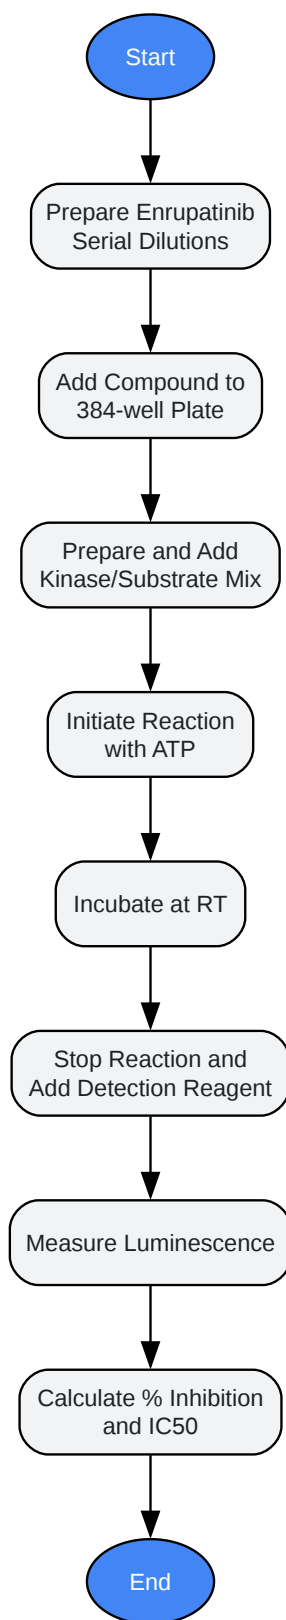 Start
Prepare Enrupatinib
Serial Dilutions
Add Compound to
384-well Plate
Prepare and Add
Kinase/Substrate Mix
Initiate Reaction
with ATP
Incubate at RT
Stop Reaction and
Add Detection Reagent
Measure Luminescence
Calculate % Inhibition
and IC50
End